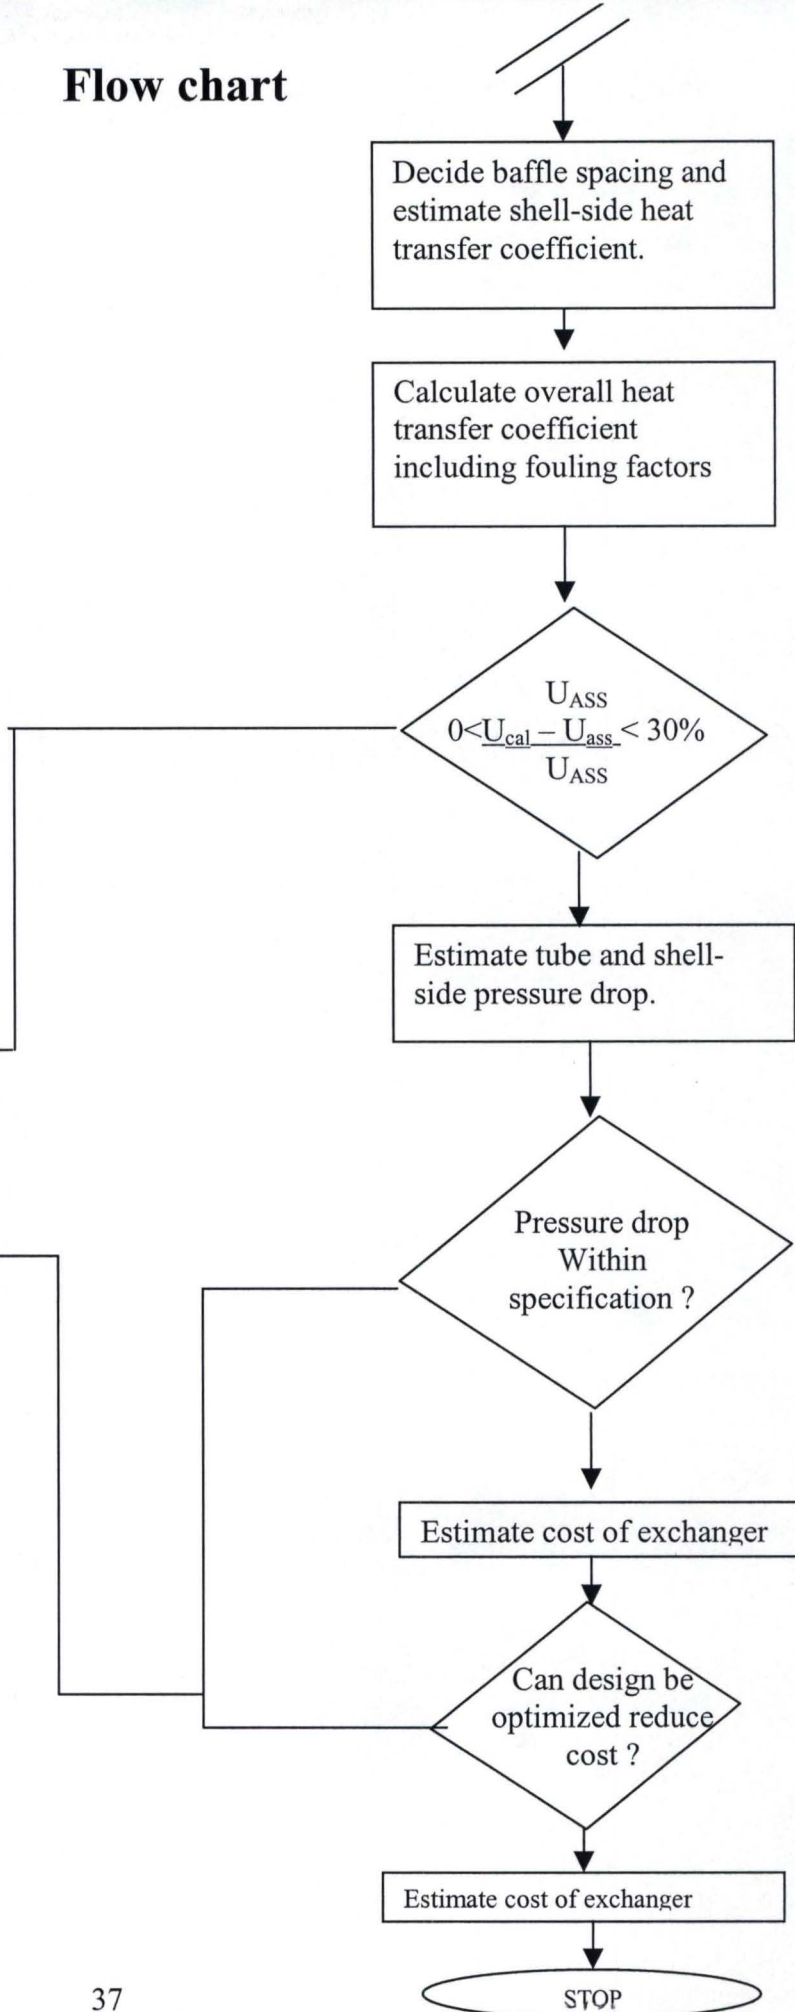 Flow chart
Decide baffle spacing and
estimate shell-side heat
transfer coefficient.
Calculate overall heat
transfer coefficient
including fouling factors
UASS
0<Ucal – Uass < 30%
UASS
Estimate tube and shell-
side pressure drop.
Pressure drop
Within
specification ?
Estimate cost of exchanger
Can design be
optimized reduce
cost ?
Estimate cost of exchanger
STOP
37